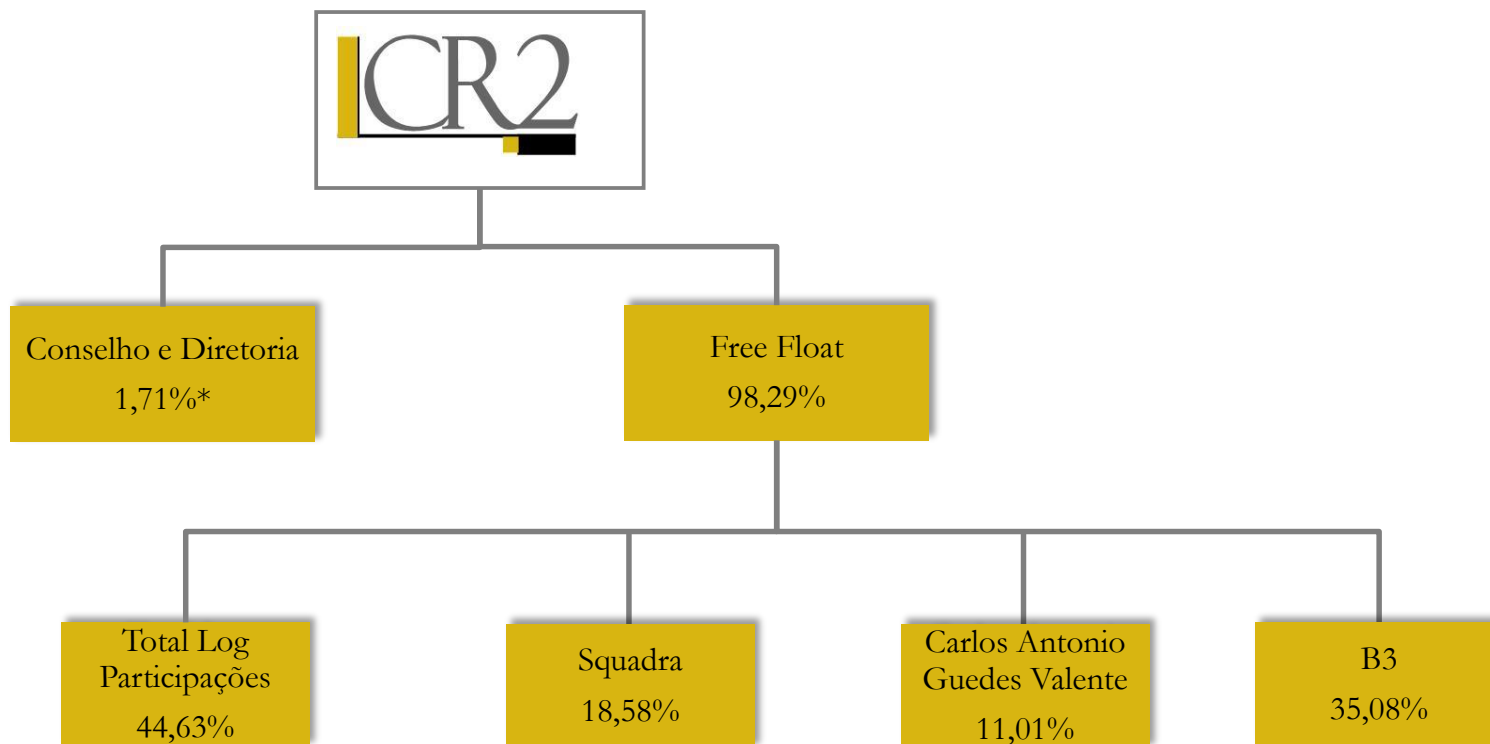 CR2
Conselho e Diretoria
1,71%*
Free Float
98,29%
Total Log
Participações
44,63%
Squadra
18,58%
Carlos Antonio
Guedes Valente
11,01%
B3
35,08%